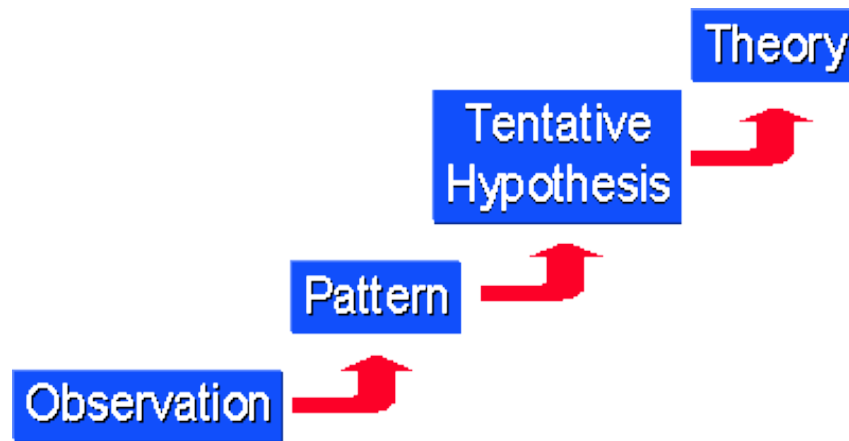 Theory
Tentative
Hypothesis
Pattern
Observation